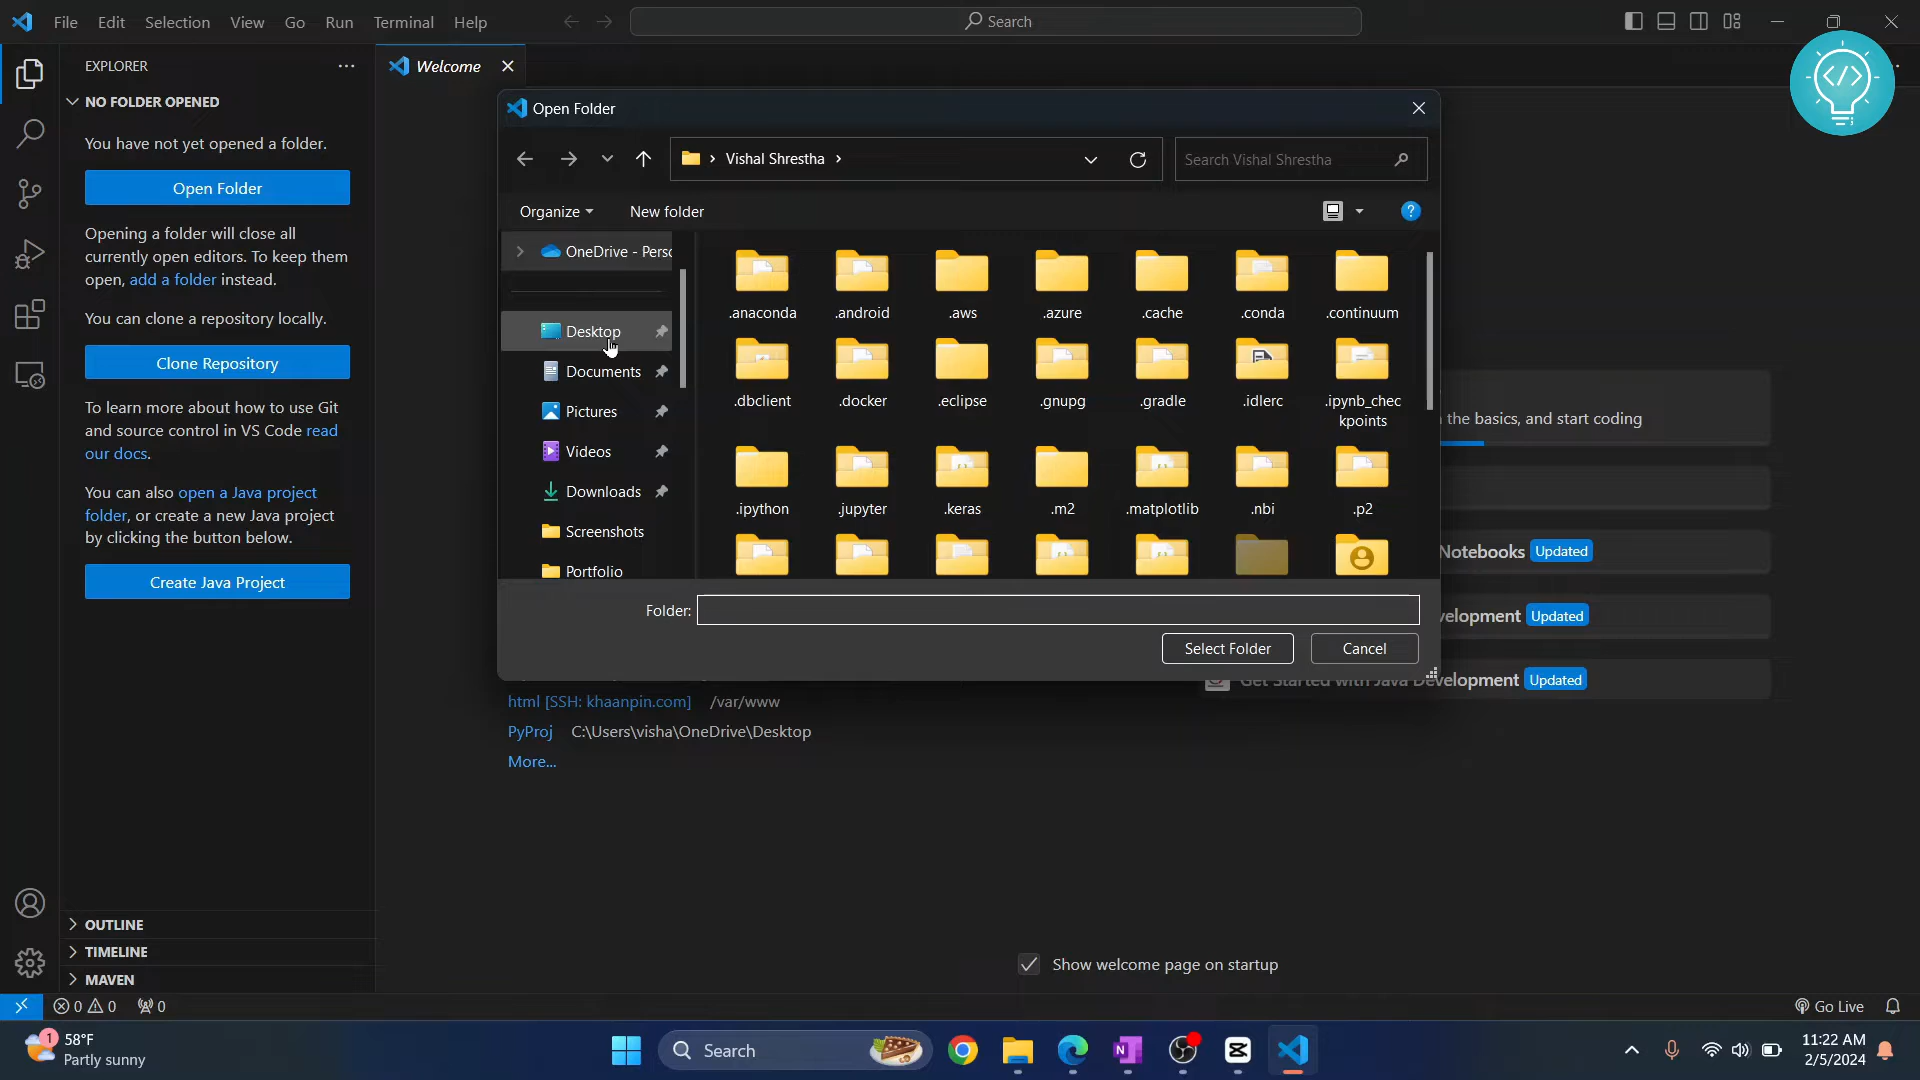 File Edit Selection View Go Run Terminal Help
Search
EXPLORER
Welcome
NO FOLDER OPENED
You have not yet opened a folder.
Open Folder
Opening a folder will close all
currently open editors. To keep them
open, add a folder instead.
You can clone a repository locally.
Clone Repository
To learn more about how to use Git
and source control in VS Code read
our docs.
You can also open a Java project
folder, or create a new Java project
by clicking the button below.
Create Java Project
OUTLINE
TIMELINE
MAVEN
Open Folder
Vishal Shrestha
Search Vishal Shrestha
Organize
New folder
OneDrive - Perso
Desktop
Documents
Pictures
Videos
Downloads
Screenshots
Portfolio
.anaconda .android .aws .azure .cache .conda .continuum
.dbclient .docker .eclipse .gnupg .gradle .idlerc .ipynb_chec
kpoints
.ipython .jupyter .keras .m2 .matplotlib .nbi .p2
Folder:
Select Folder Cancel
the basics, and start coding
Notebooks Updated
velopment Updated
Get Started with Java Development Updated
html [SSH: khaanpin.com] /var/www
PyProj C:\Users\visha\OneDrive\Desktop
More...
Show welcome page on startup
0 0 0
Go Live
1
58°F
Partly sunny
Search
11:22 AM
2/5/2024